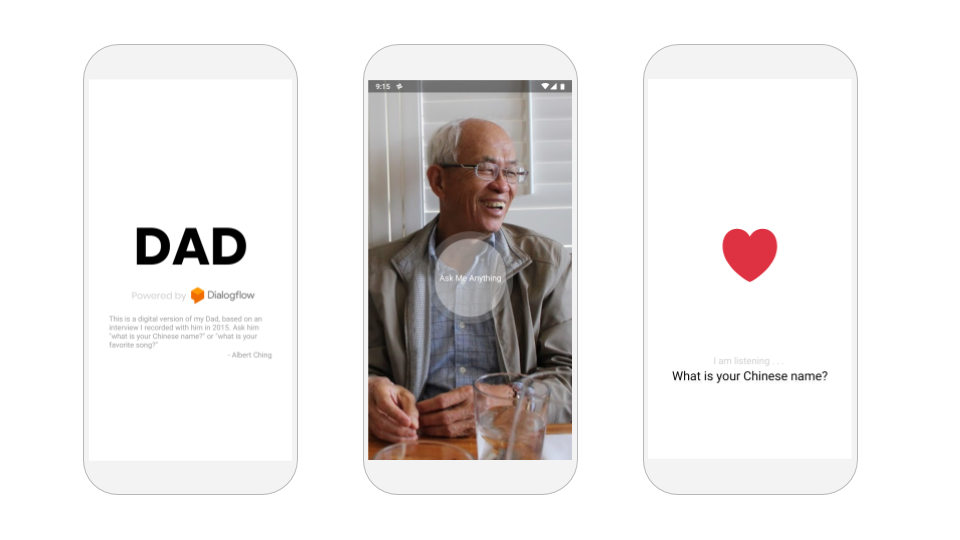 DAD
Powered by Dialogflow
This is a digital version of my Dad, based on an
interview I recorded with him in 2015. Ask him
"what is your Chinese name?" or "what is your
favorite song?"
- Albert Ching
9:15
Ask Me Anything
I am listening . . .
What is your Chinese name?